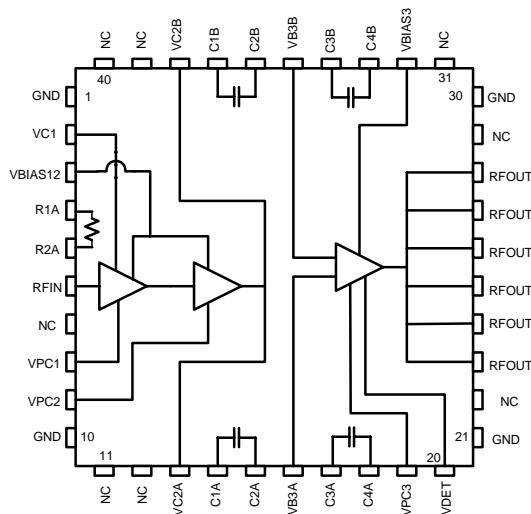 NC
NC
VC2B
C1B
C2B
VB3B
C3B
C4B
VBIAS3
NC
40
31
GND
1
30
GND
VC1
NC
VBIAS12
RFOUT
R1A
RFOUT
R2A
RFOUT
RFIN
RFOUT
NC
RFOUT
VPC1
RFOUT
VPC2
NC
GND
10
21
GND
11
20
NC
NC
VC2A
C1A
C2A
VB3A
C3A
C4A
VPC3
VDET